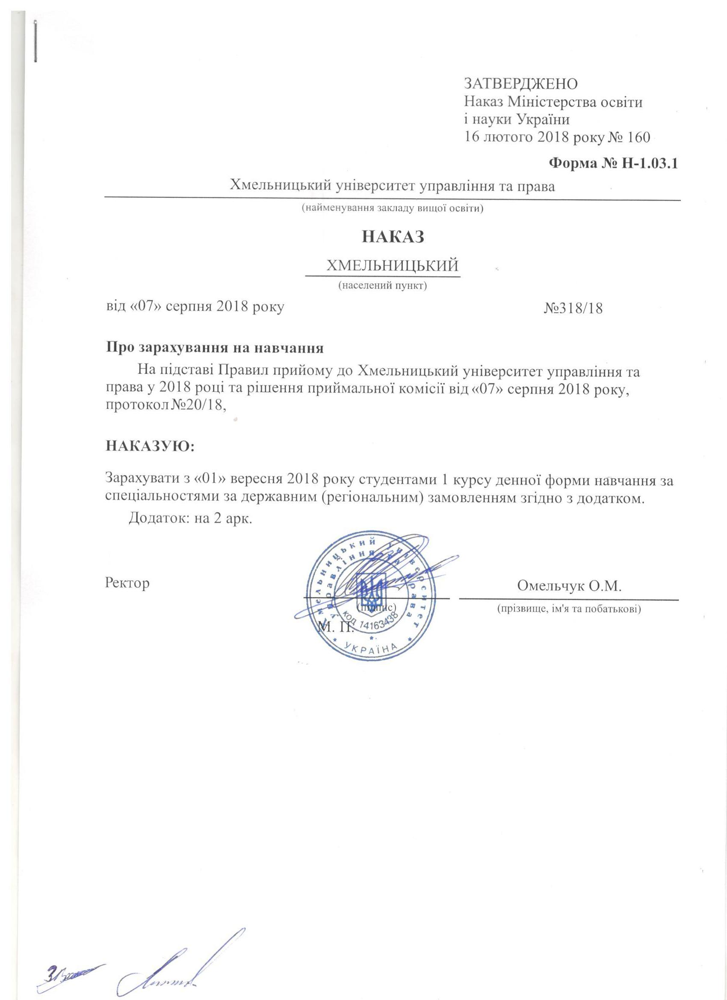 ЗАТВЕРДЖЕНО
Наказ Міністерства освіти
і науки України
16 лютого 2018 року № 160
Форма № Н-1.03.1
Хмельницький університет управління та права
(найменування закладу вищої освіти)
НАКАЗ
ХМЕЛЬНИЦЬКИЙ
(населений пункт)
від «07» серпня 2018 року №318/18
Про зарахування на навчання
На підставі Правил прийому до Хмельницький університет управління та
права у 2018 році та рішення приймальної комісії від «07» серпня 2018 року,
протокол №20/18,
НАКАЗУЮ:
Зарахувати з «01» вересня 2018 року студентами 1 курсу денної форми навчання за
спеціальностями за державним (регіональним) замовленням згідно з додатком.
Додаток: на 2 арк.
Ректор Омельчук О.М.
(підпис) (прізвище, ім'я та побатькові)
М. П.
Хмельницький університет
управління та права
код 14163438
УКРАЇНА